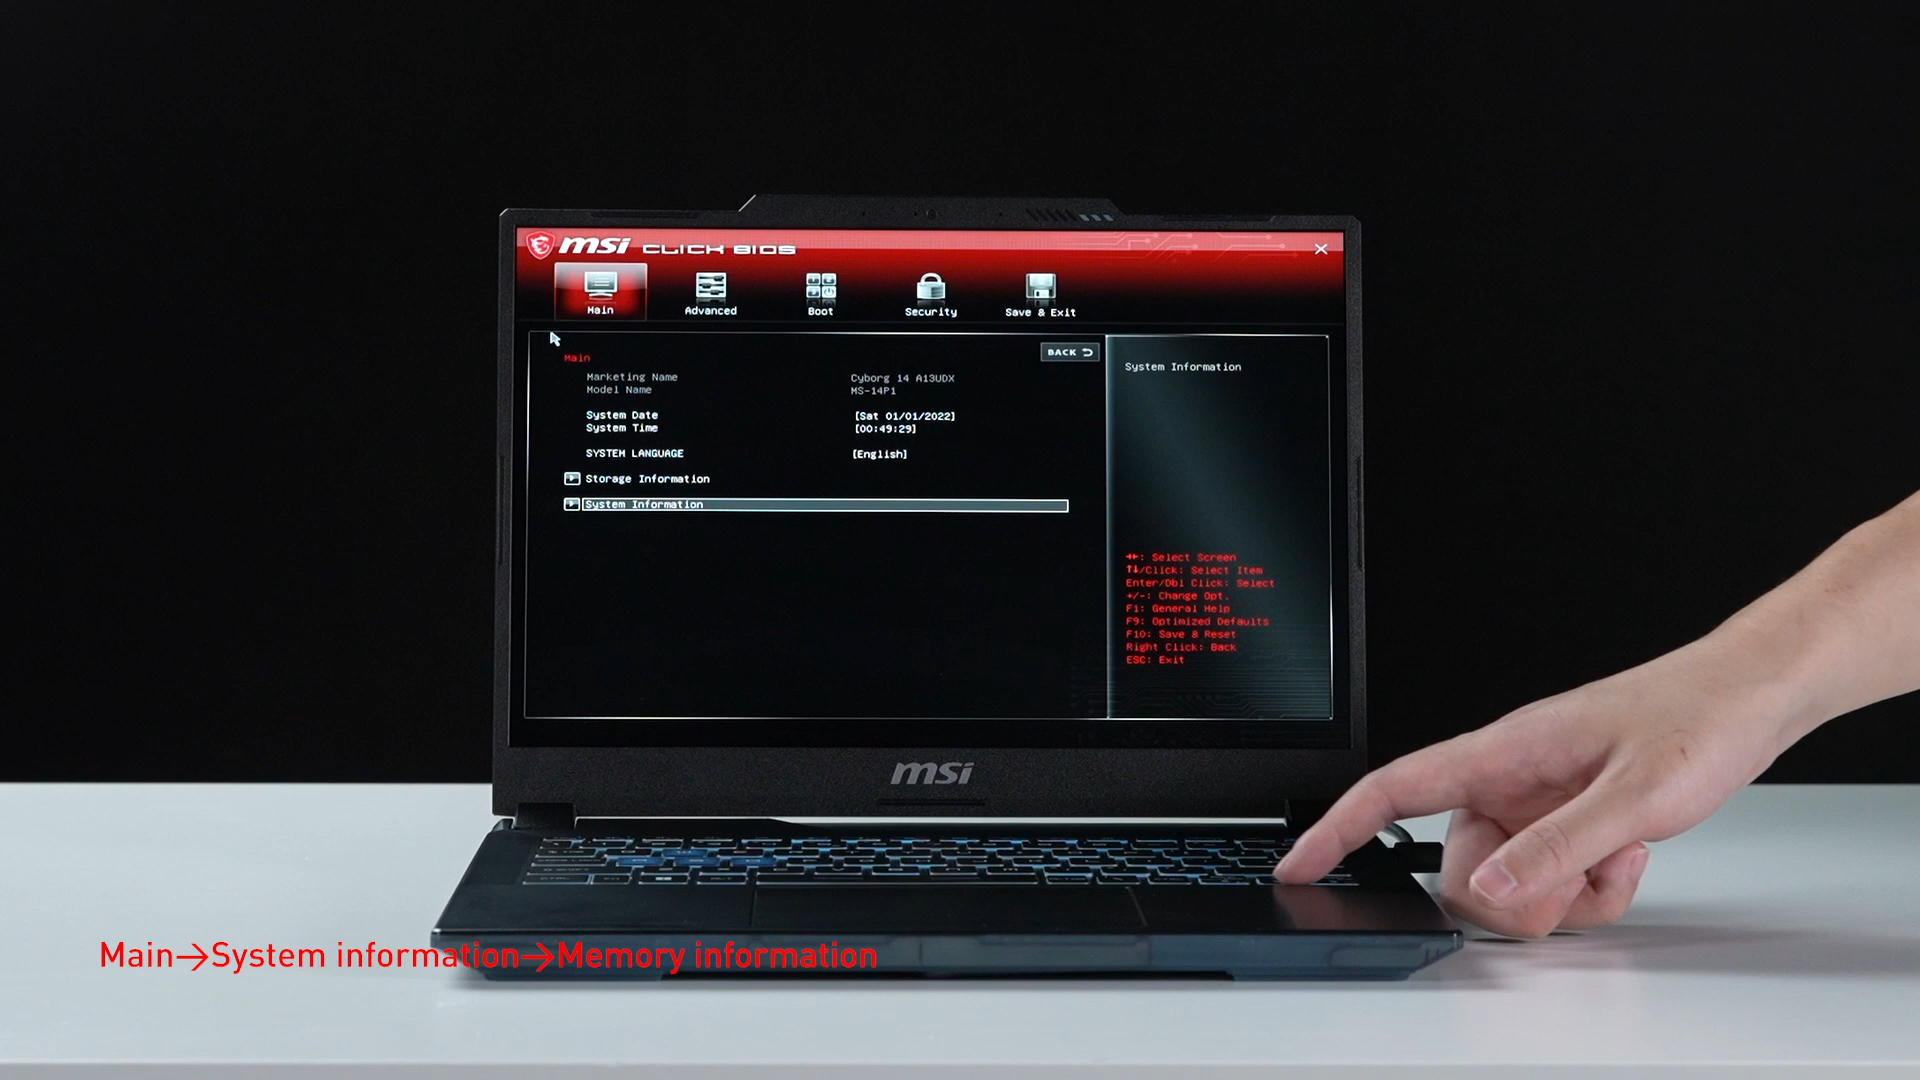 msi CLICK BIOS
Main
Advanced
Boot
Security
Save & Exit
Main
BACK
Marketing Name Cyborg 14 A13UDX
Model Name MS-14P1
System Date [Sat 01/01/2022]
System Time [00:49:29]
SYSTEM LANGUAGE [English]
Storage Information
System Information
System Information
→←: Select Screen
↑↓/Click: Select Item
Enter/Dbl Click: Select
+/-: Change Opt.
F1: General Help
F9: Optimized Defaults
F10: Save & Reset
Right Click: Back
ESC: Exit
msi
Main→System information→Memory information